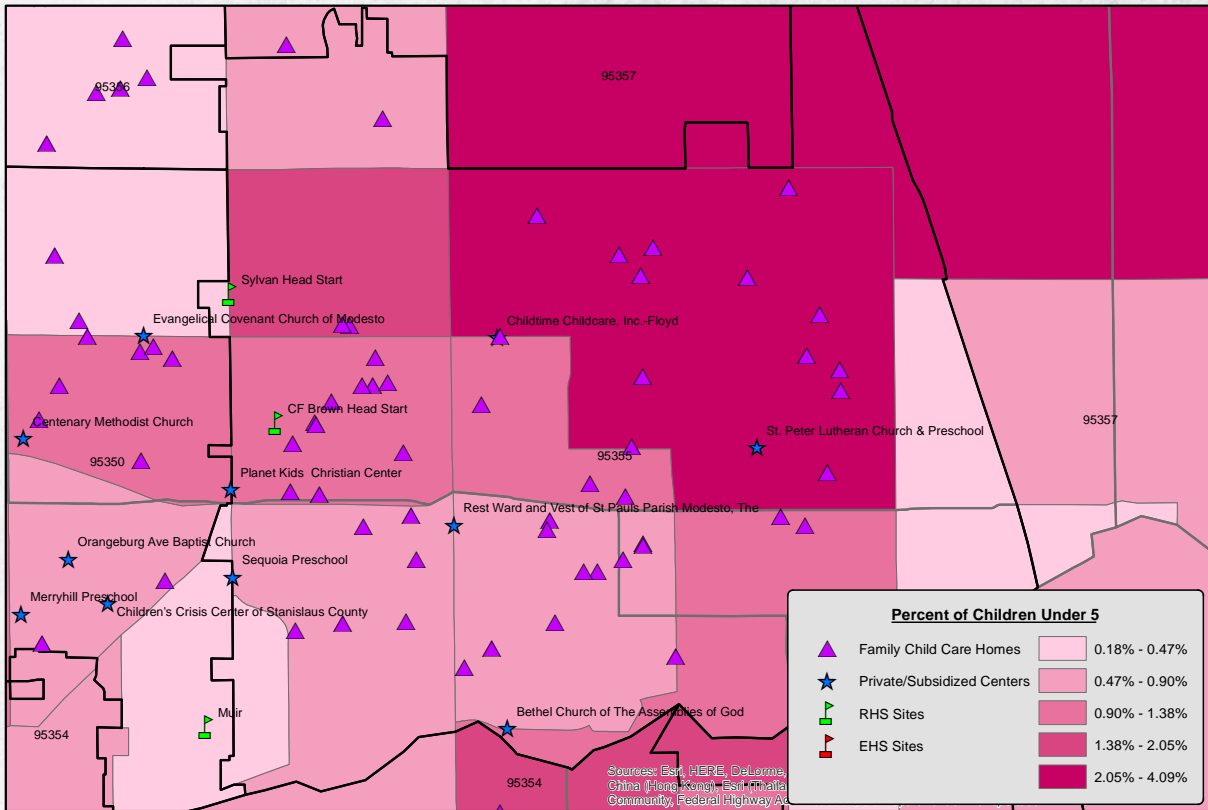 95357
95356
Sylvan Head Start
Evangelical Covenant Church of Modesto
Childtime Childcare, Inc.-Floyd
CF Brown Head Start
Centenary Methodist Church
95357
St. Peter Lutheran Church & Preschool
95350
95355
Planet Kids Christian Center
Rest Ward and Vest of St Pauls Parish Modesto, The
Orangeburg Ave Baptist Church
Sequoia Preschool
Merryhill Preschool
Children's Crisis Center of Stanislaus County
Muir
Bethel Church of The Assemblies of God
95354
95354
Percent of Children Under 5
Family Child Care Homes
0.18% - 0.47%
Private/Subsidized Centers
0.47% - 0.90%
RHS Sites
0.90% - 1.38%
EHS Sites
1.38% - 2.05%
2.05% - 4.09%
Sources: Esri, HERE, DeLorme,
China (Hong Kong), Esri
Community, Federal Highway